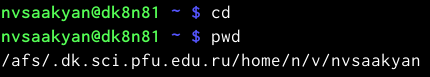 nvsaakyan@dk8n81 ~ $ cd
nvsaakyan@dk8n81 ~ $ pwd
/afs/.dk.sci.pfu.edu.ru/home/n/v/nvsaakyan